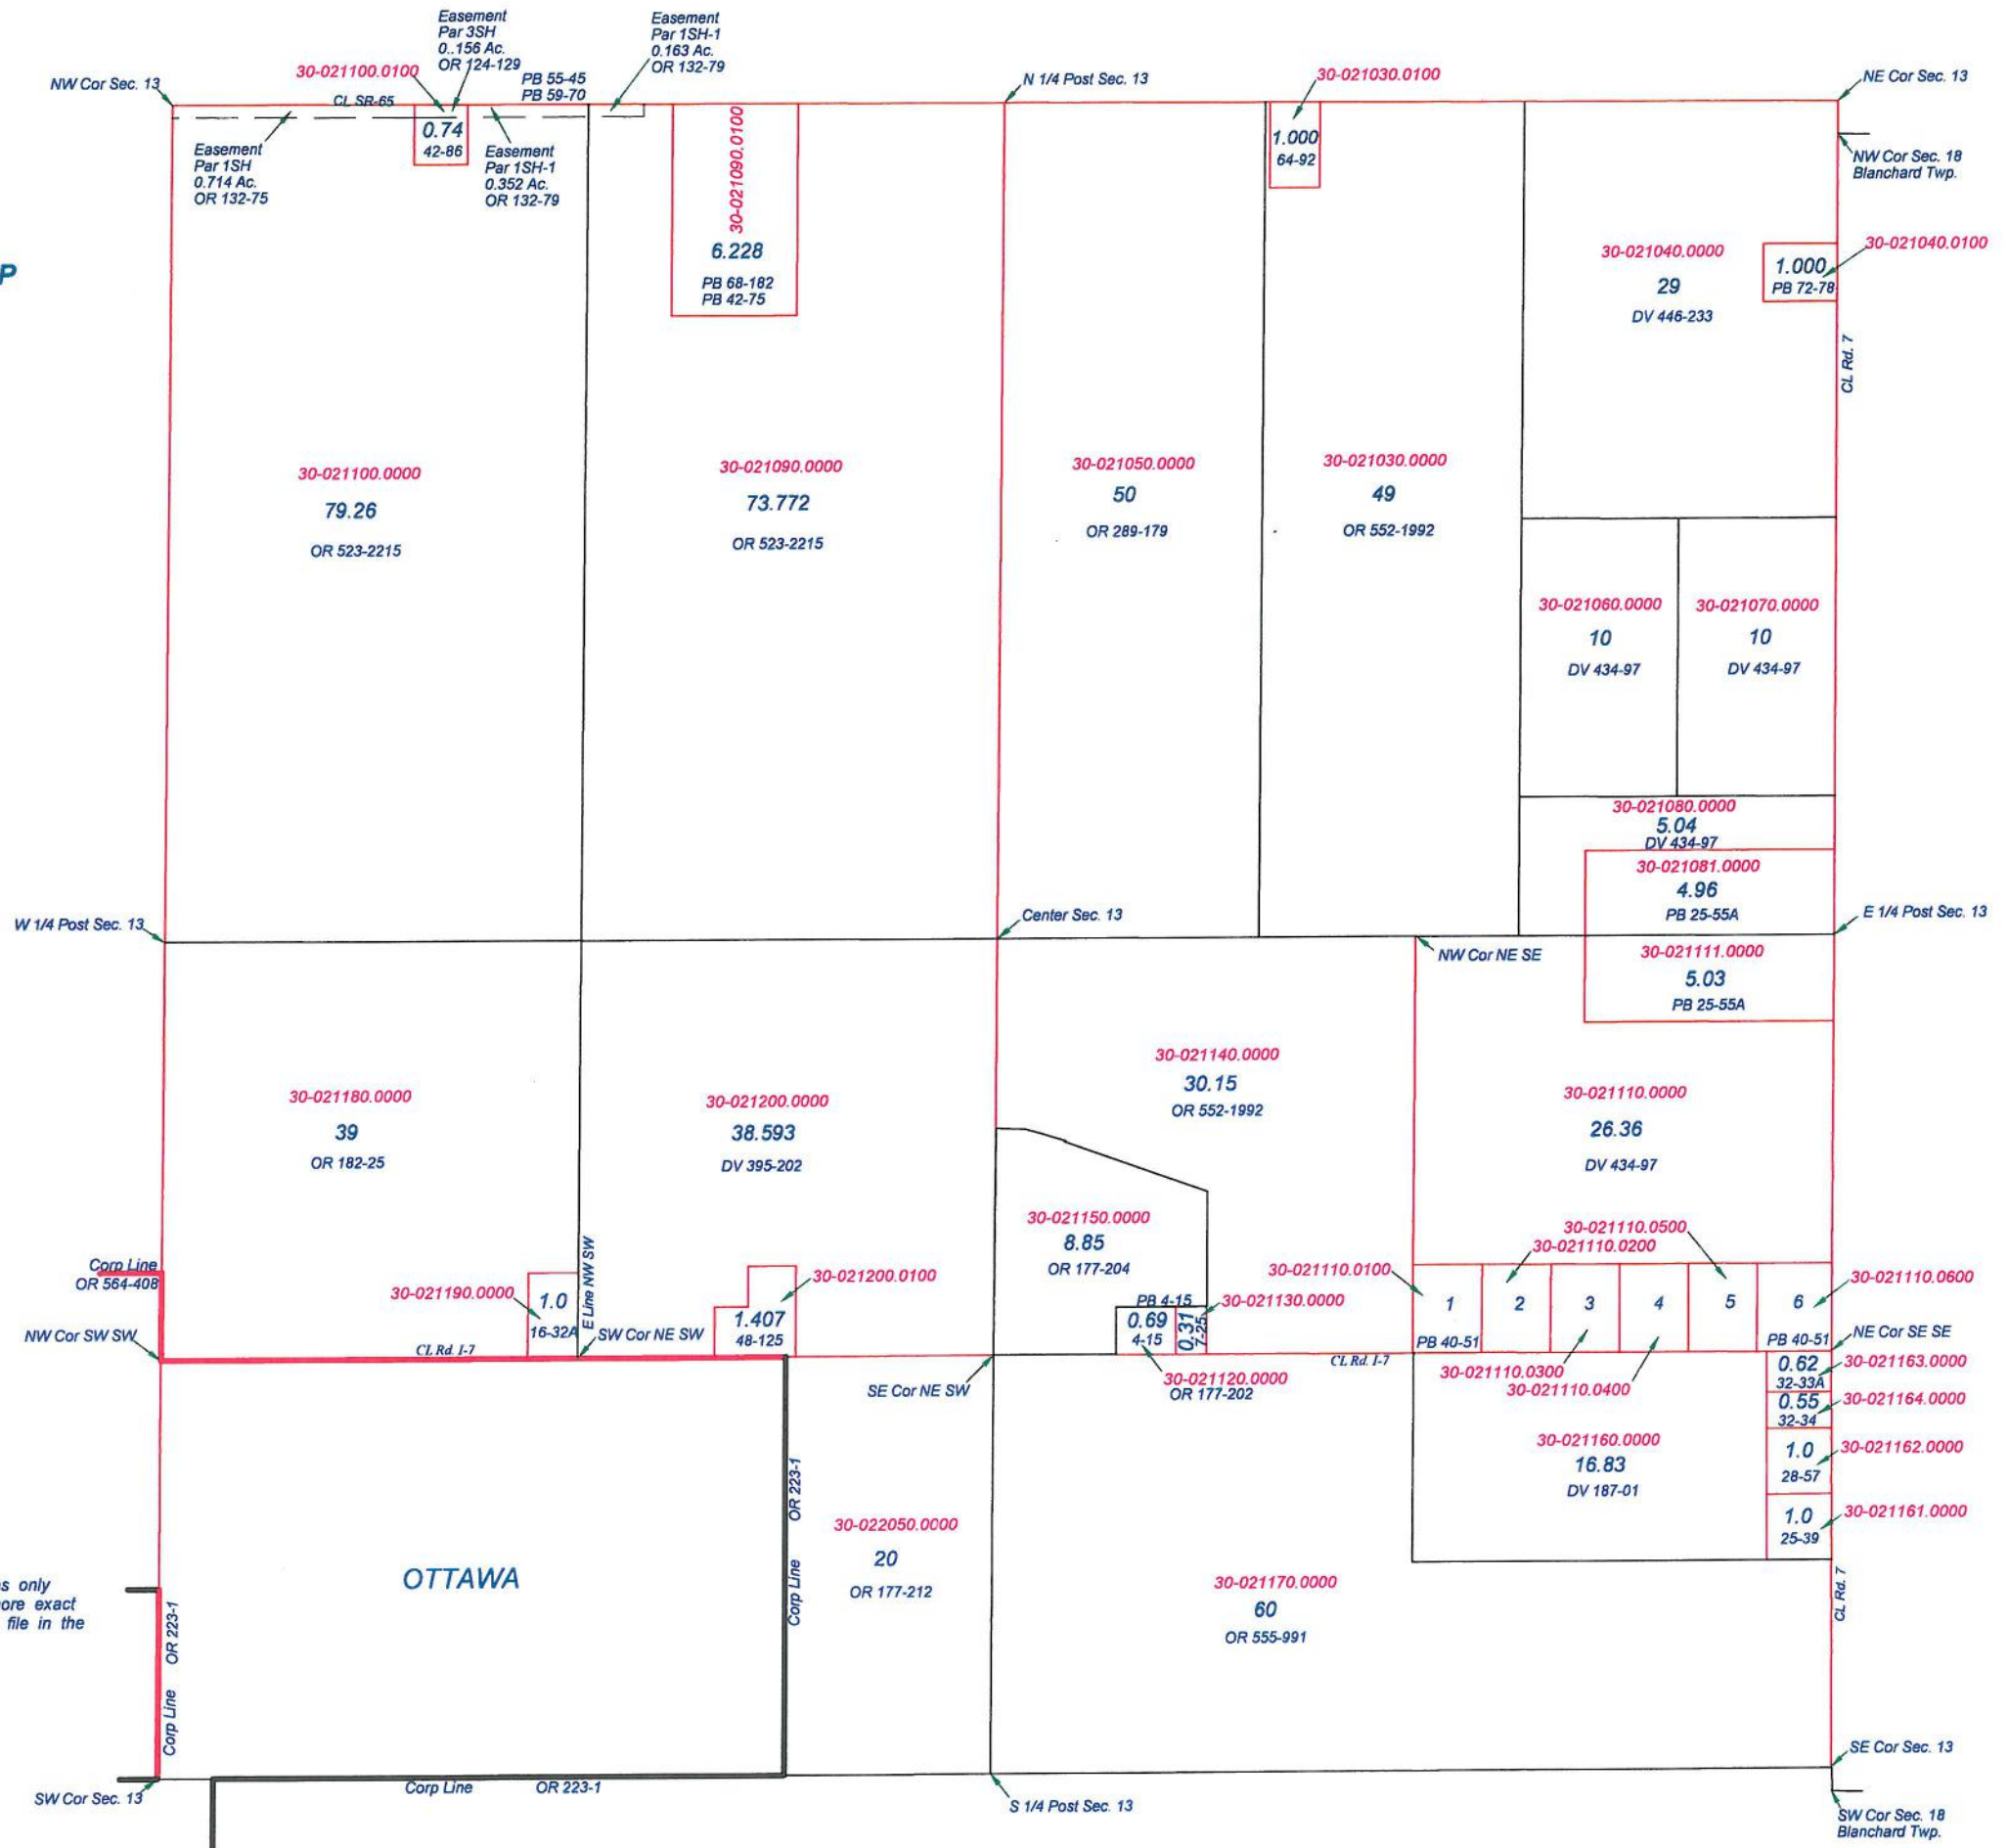 Easement
Par 3SH
0..156 Ac.
OR 124-129
Easement
Par 1SH-1
0.163 Ac.
OR 132-79
30-021100.0100
PB 55-45
PB 59-70
NW Cor Sec. 13
CL SR-65
N 1/4 Post Sec. 13
30-021030.0100
NE Cor Sec. 13
0.74
42-86
Easement
Par 1SH
0.714 Ac.
OR 132-75
Easement
Par 1SH-1
0.352 Ac.
OR 132-79
30-021090.0100
6.228
PB 68-182
PB 42-75
1.000
64-92
NW Cor Sec. 18
Blanchard Twp.
P
30-021040.0000
29
DV 446-233
1.000
PB 72-78
30-021040.0100
CL Rd. 7
30-021100.0000
79.26
OR 523-2215
30-021090.0000
73.772
OR 523-2215
30-021050.0000
50
OR 289-179
30-021030.0000
49
OR 552-1992
30-021060.0000
10
DV 434-97
30-021070.0000
10
DV 434-97
30-021080.0000
5.04
DV 434-97
30-021081.0000
4.96
PB 25-55A
W 1/4 Post Sec. 13
Center Sec. 13
E 1/4 Post Sec. 13
NW Cor NE SE
30-021111.0000
5.03
PB 25-55A
30-021180.0000
39
OR 182-25
30-021200.0000
38.593
DV 395-202
30-021140.0000
30.15
OR 552-1992
30-021110.0000
26.36
DV 434-97
30-021150.0000
8.85
OR 177-204
30-021110.0500
30-021110.0200
Corp Line
OR 564-408
30-021190.0000
1.0
16-32A
E Line NW SW
30-021200.0100
1.407
48-125
SW Cor NE SW
PB 4-15
0.69
4-15
0.31
7-25
30-021130.0000
30-021110.0100
1
2
3
4
5
6
PB 40-51
PB 40-51
30-021110.0600
NW Cor SW SW
CL Rd. I-7
CL Rd. I-7
NE Cor SE SE
SE Cor NE SW
30-021120.0000
OR 177-202
30-021110.0300
30-021110.0400
0.62
32-33A
30-021163.0000
0.55
32-34
30-021164.0000
1.0
28-57
30-021162.0000
1.0
25-39
30-021161.0000
30-021160.0000
16.83
DV 187-01
OTTAWA
OR 223-1
Corp Line
30-022050.0000
20
OR 177-212
30-021170.0000
60
OR 555-991
CL Rd. 7
s only
ore exact
file in the
OR 223-1
Corp Line
SW Cor Sec. 13
Corp Line OR 223-1
S 1/4 Post Sec. 13
SE Cor Sec. 13
SW Cor Sec. 18
Blanchard Twp.